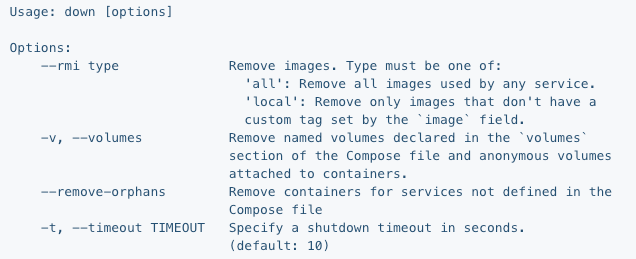 Usage: down [options]

Options:
    --rmi type              Remove images. Type must be one of:
                              'all': Remove all images used by any service.
                              'local': Remove only images that don't have a
                              custom tag set by the `image` field.
    -v, --volumes           Remove named volumes declared in the `volumes`
                            section of the Compose file and anonymous volumes
                            attached to containers.
    --remove-orphans        Remove containers for services not defined in the
                            Compose file
    -t, --timeout TIMEOUT   Specify a shutdown timeout in seconds.
                            (default: 10)